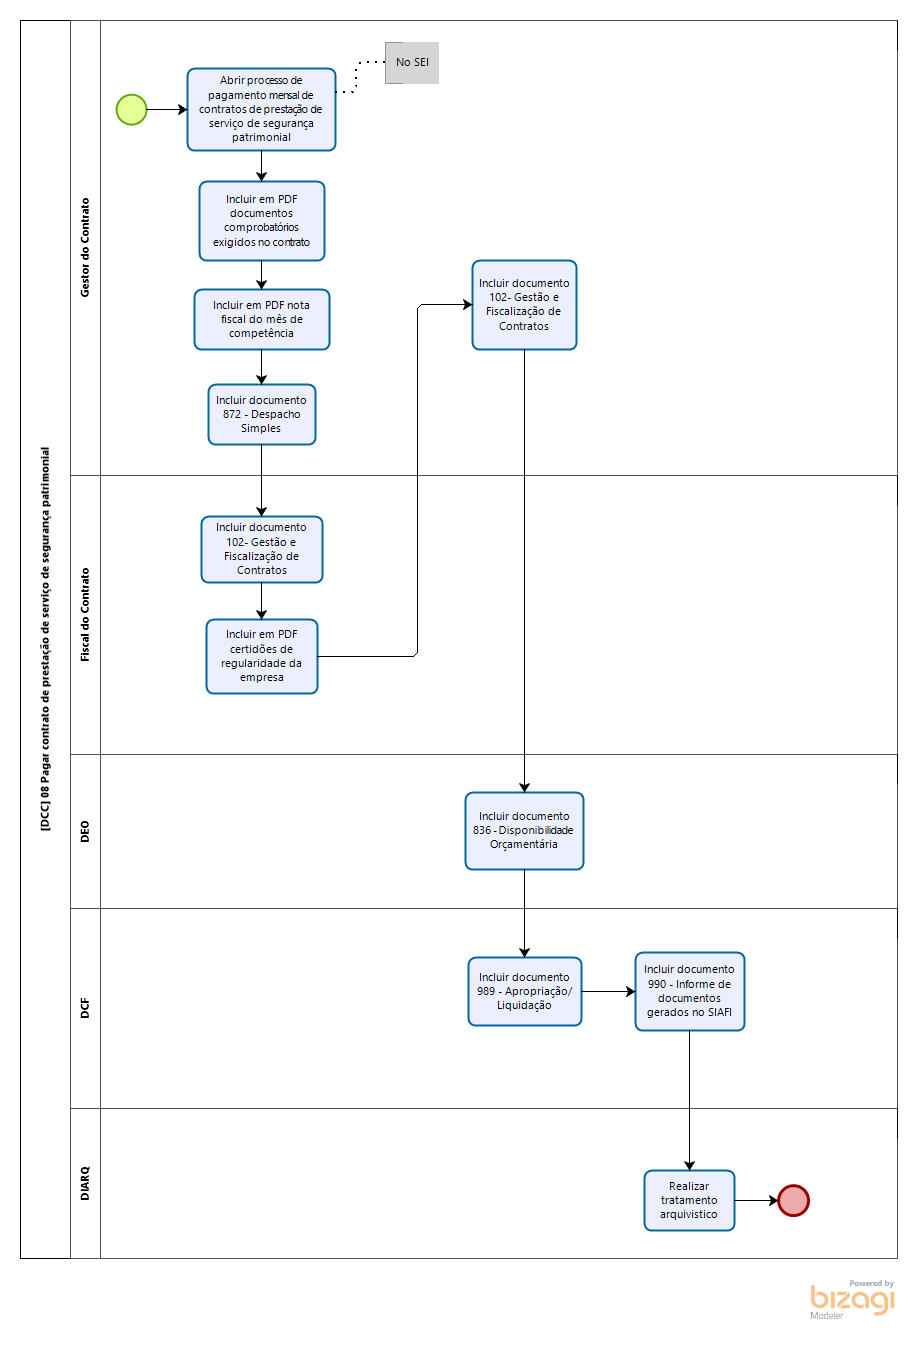 [DCC] 08 Pagar contrato de prestação de serviço de segurança patrimonial
Gestor do Contrato
Abrir processo de
pagamento mensal de
contratos de prestação de
serviço de segurança
patrimonial
No SEI
Incluir em PDF
documentos
comprobatórios
exigidos no contrato
Incluir em PDF nota
fiscal do mês de
competência
Incluir documento
872 - Despacho
Simples
Incluir documento
102- Gestão e
Fiscalização de
Contratos
Fiscal do Contrato
Incluir documento
102- Gestão e
Fiscalização de
Contratos
Incluir em PDF
certidões de
regularidade da
empresa
DEO
Incluir documento
836 - Disponibilidade
Orçamentária
DCF
Incluir documento
989 - Apropriação/
Liquidação
Incluir documento
990 - Informe de
documentos
gerados no SIAFI
DIARQ
Realizar
tratamento
arquivistico
Powered by
bizagi
Modeler